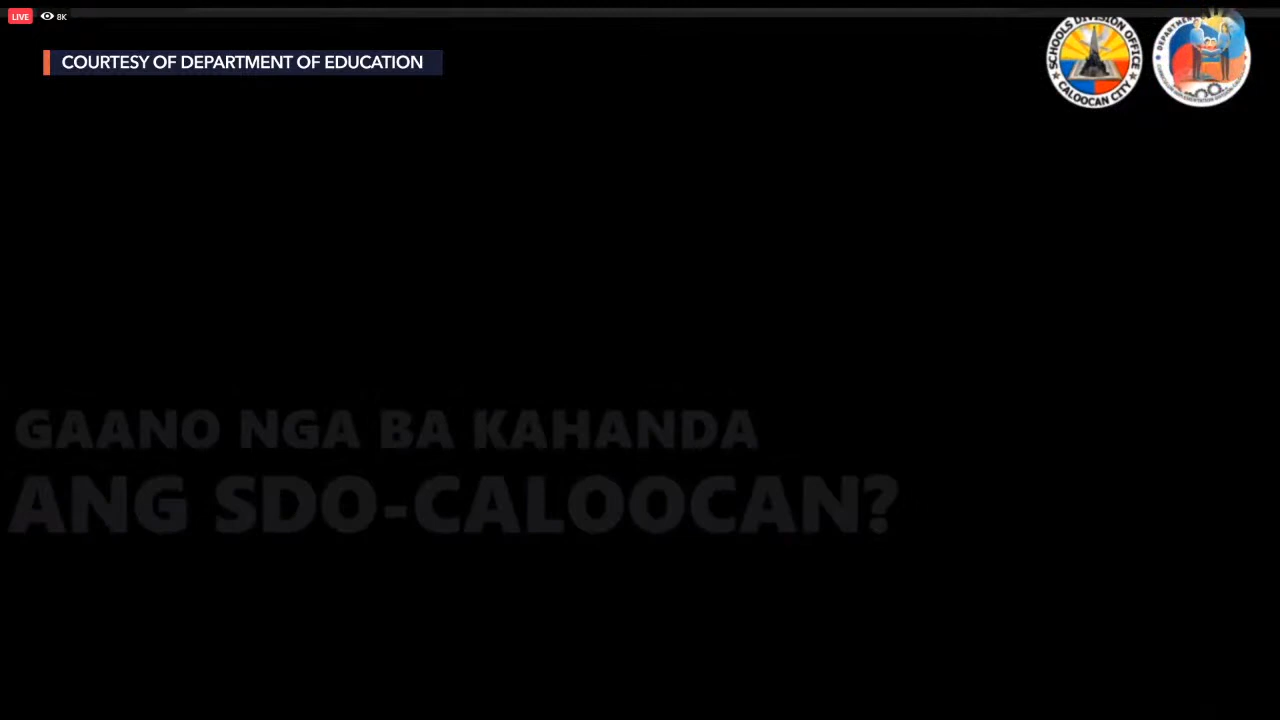 LIVE
8K
COURTESY OF DEPARTMENT OF EDUCATION
SCHOOLS DIVISION OFFICE
CALOOCAN CITY
GAANO NGA BA KAHANDA
ANG SDO-CALOOCAN?